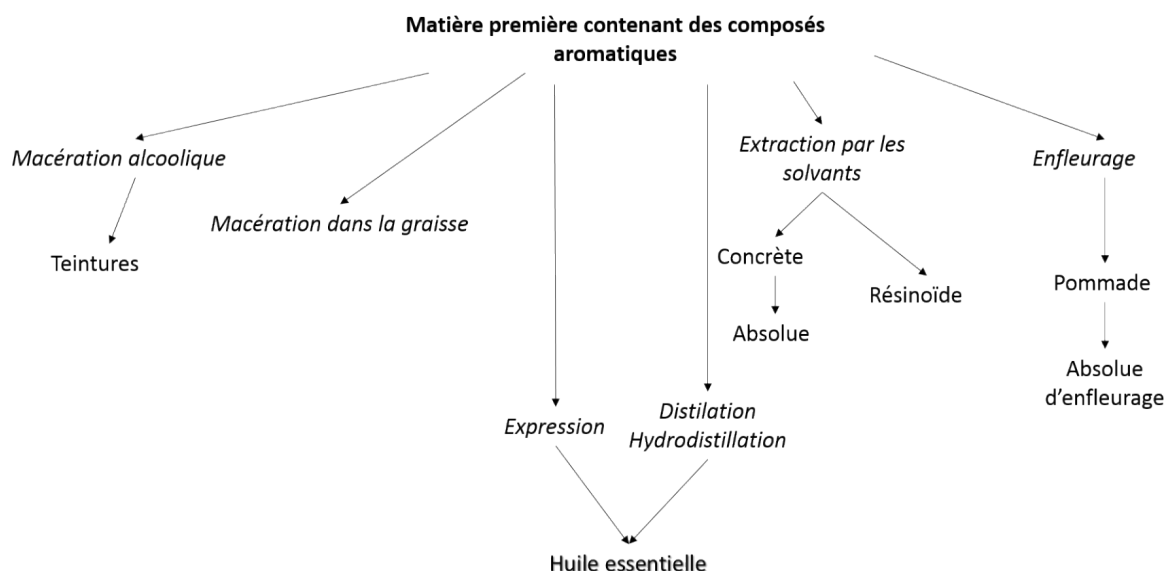 Matière première contenant des composés
aromatiques
Macération alcoolique
Teintures
Macération dans la graisse
Expression
Distilation
Hydrodistillation
Huile essentielle
Extraction par les
solvants
Concrète
Absolue
Résinoïde
Enfleurage
Pommade
Absolue
d'enfleurage